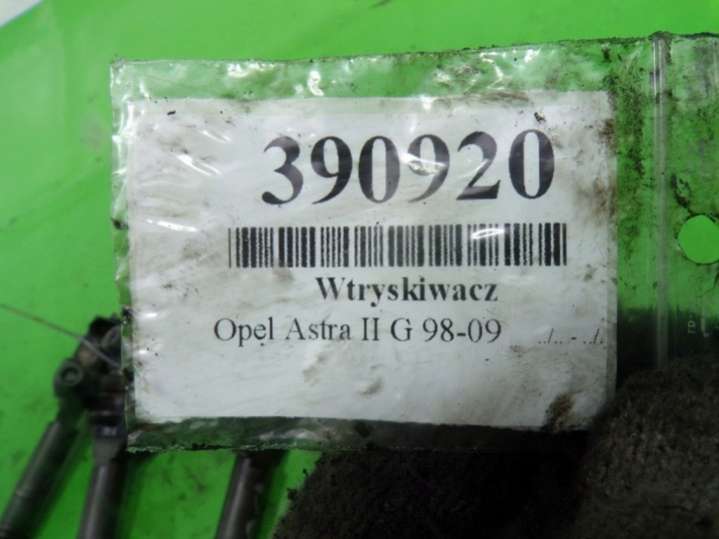 390920
Wtryskiwacz
Opel Astra II G 98-09 ../.. - ../.